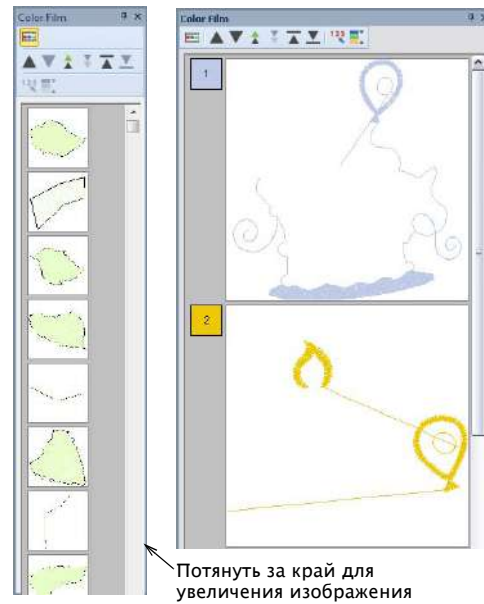 Color Film
Color Film
1
2
Потянуть за край для
увеличения изображения